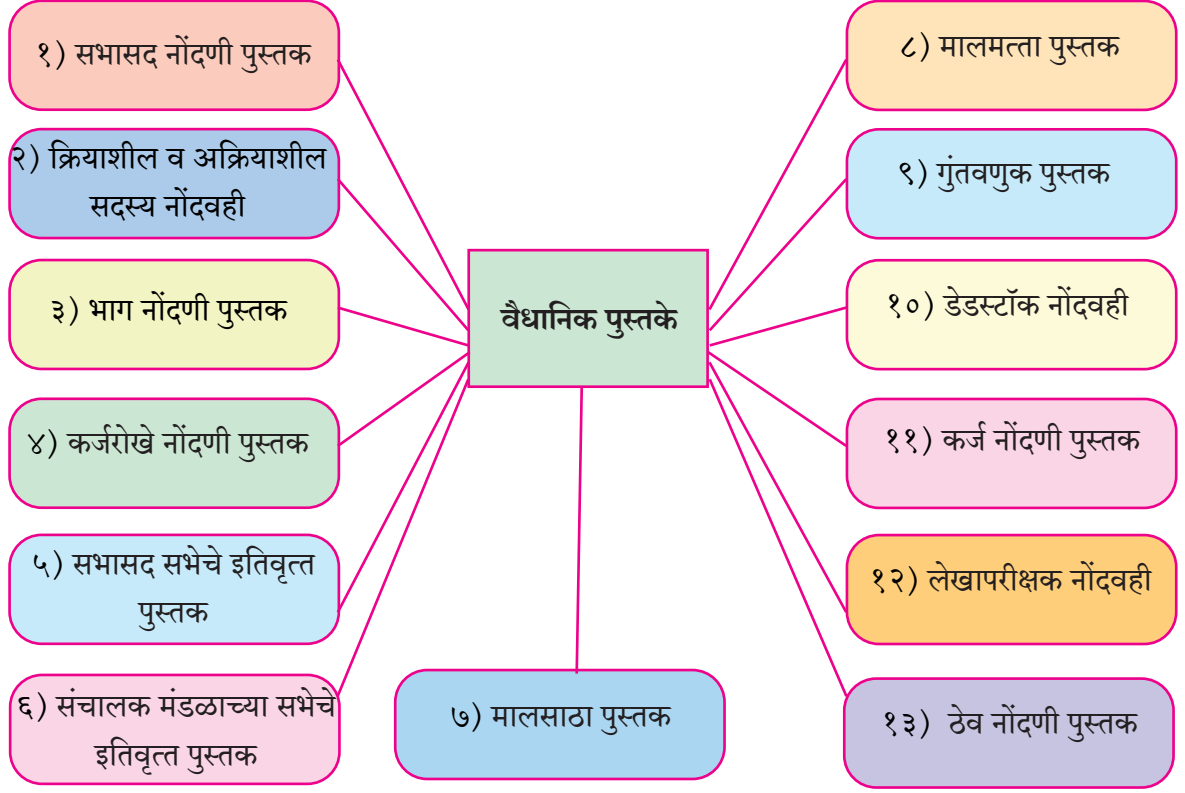 १) सभासद नोंदणी पुस्तक
२) क्रियाशील व अक्रियाशील
सदस्य नोंदवही
३) भाग नोंदणी पुस्तक
४) कर्जरोखे नोंदणी पुस्तक
५) सभासद सभेचे इतिवृत्त
पुस्तक
६) संचालक मंडळाच्या सभेचे
इतिवृत्त पुस्तक
वैधानिक पुस्तके
७) मालसाठा पुस्तक
८) मालमत्ता पुस्तक
९) गुंतवणुक पुस्तक
१०) डेडस्टॉक नोंदवही
११) कर्ज नोंदणी पुस्तक
१२) लेखापरीक्षक नोंदवही
१३) ठेव नोंदणी पुस्तक